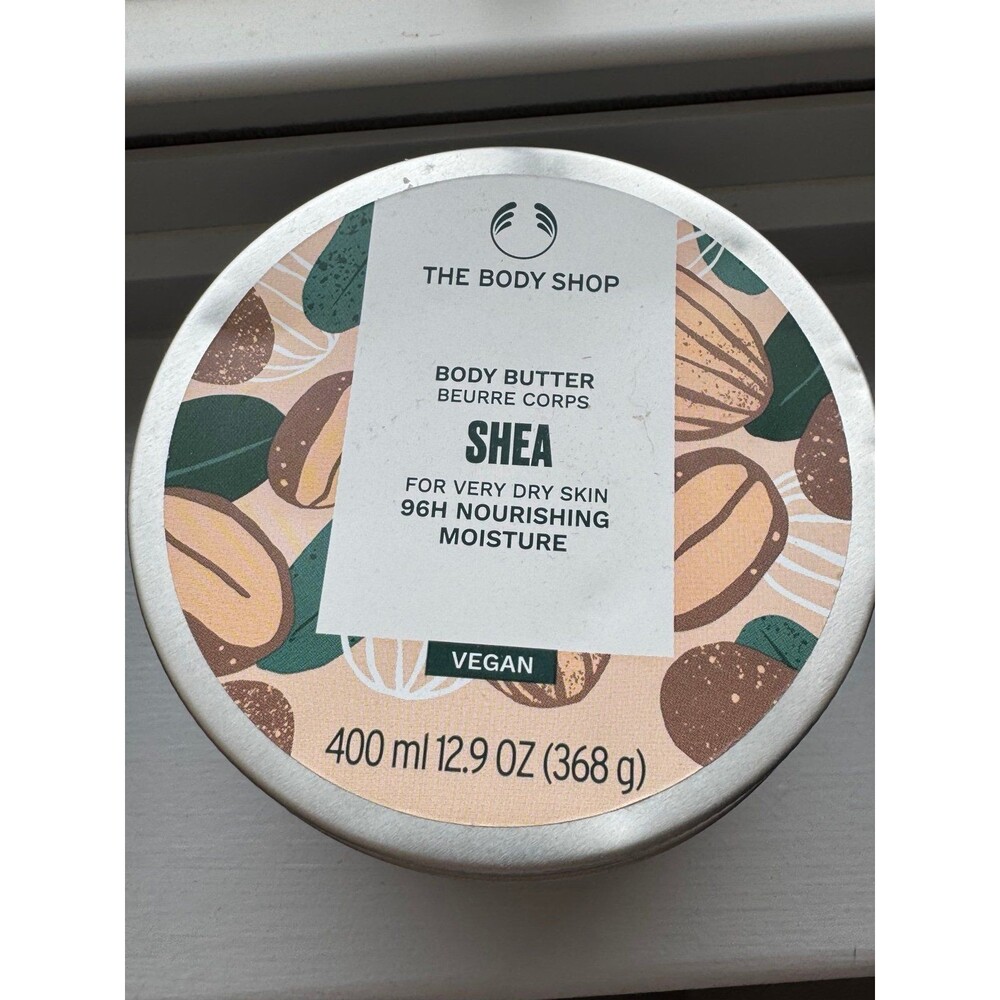 THE BODY SHOP
BODY BUTTER
BEURRE CORPS
SHEA
FOR VERY DRY SKIN
96H NOURISHING
MOISTURE
VEGAN
400 ml 12.9 OZ (368 g)